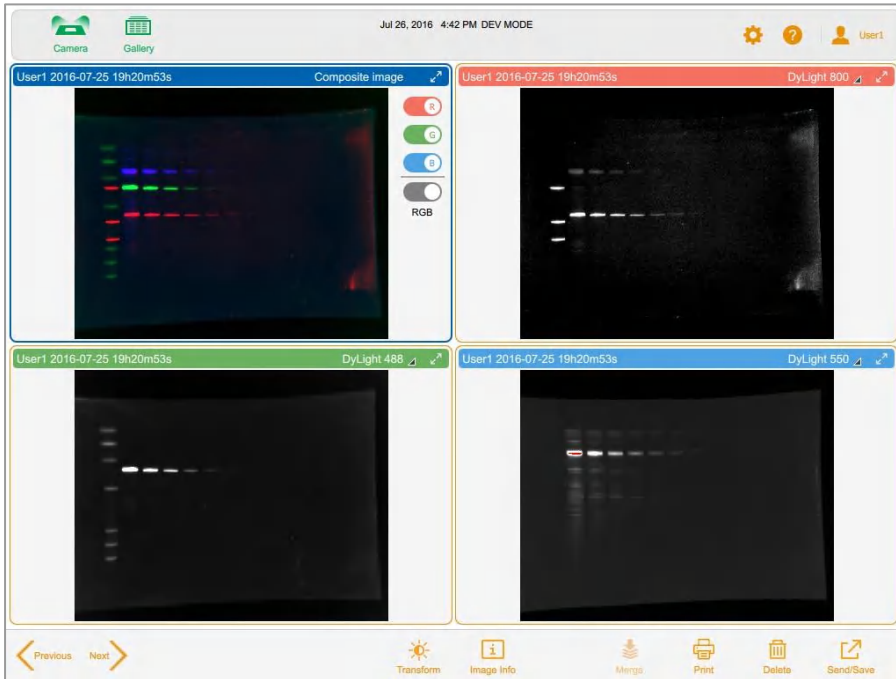 Jul 26, 2016 4:42 PM DEV MODE
Camera
Gallery
User1
User1 2016-07-25 19h20m53s Composite image
R
G
B
RGB
User1 2016-07-25 19h20m53s DyLight 800
User1 2016-07-25 19h20m53s DyLight 488
User1 2016-07-25 19h20m53s DyLight 550
Previous
Next
Transform
Image Info
Merge
Print
Delete
Send/Save